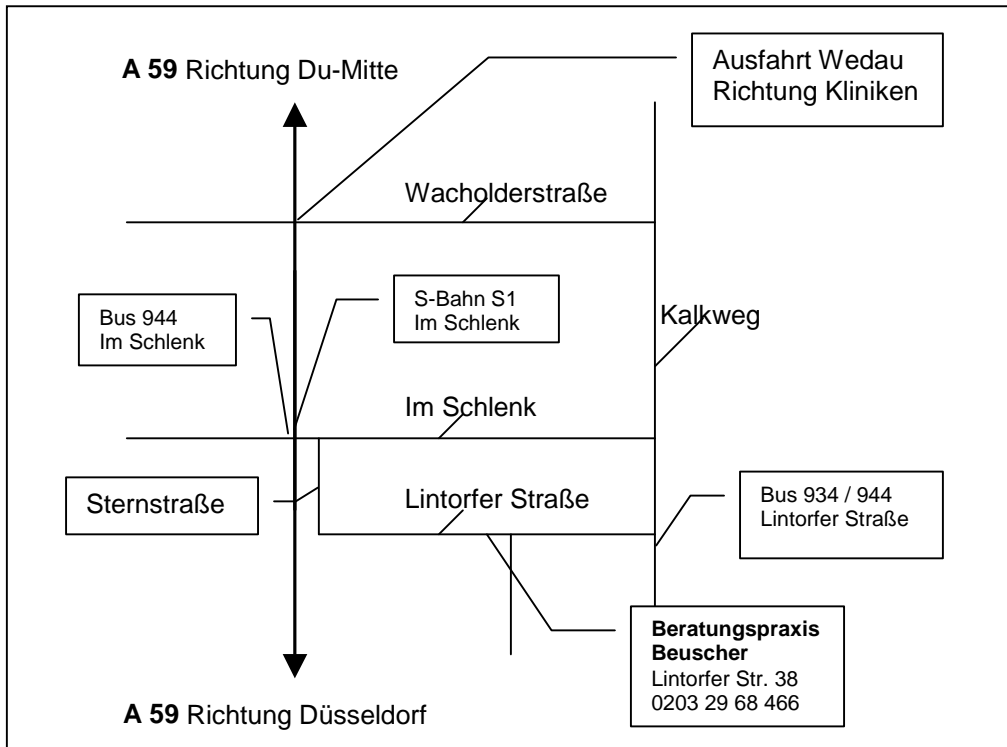 A 59 Richtung Du-Mitte
Ausfahrt Wedau
Richtung Kliniken
Wacholderstraße
Bus 944
Im Schlenk
S-Bahn S1
Im Schlenk
Kalkweg
Im Schlenk
Sternstraße
Lintorfer Straße
Bus 934 / 944
Lintorfer Straße
Beratungspraxis
Beuscher
Lintorfer Str. 38
0203 29 68 466
A 59 Richtung Düsseldorf